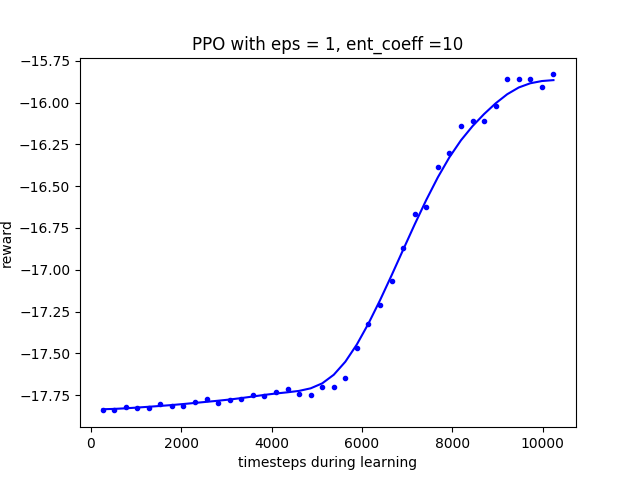 PPO with eps = 1, ent_coeff =10
−15.75
−16.00
−16.25
−16.50
−16.75
−17.00
−17.25
−17.50
−17.75
reward
0 2000 4000 6000 8000 10000
timesteps during learning